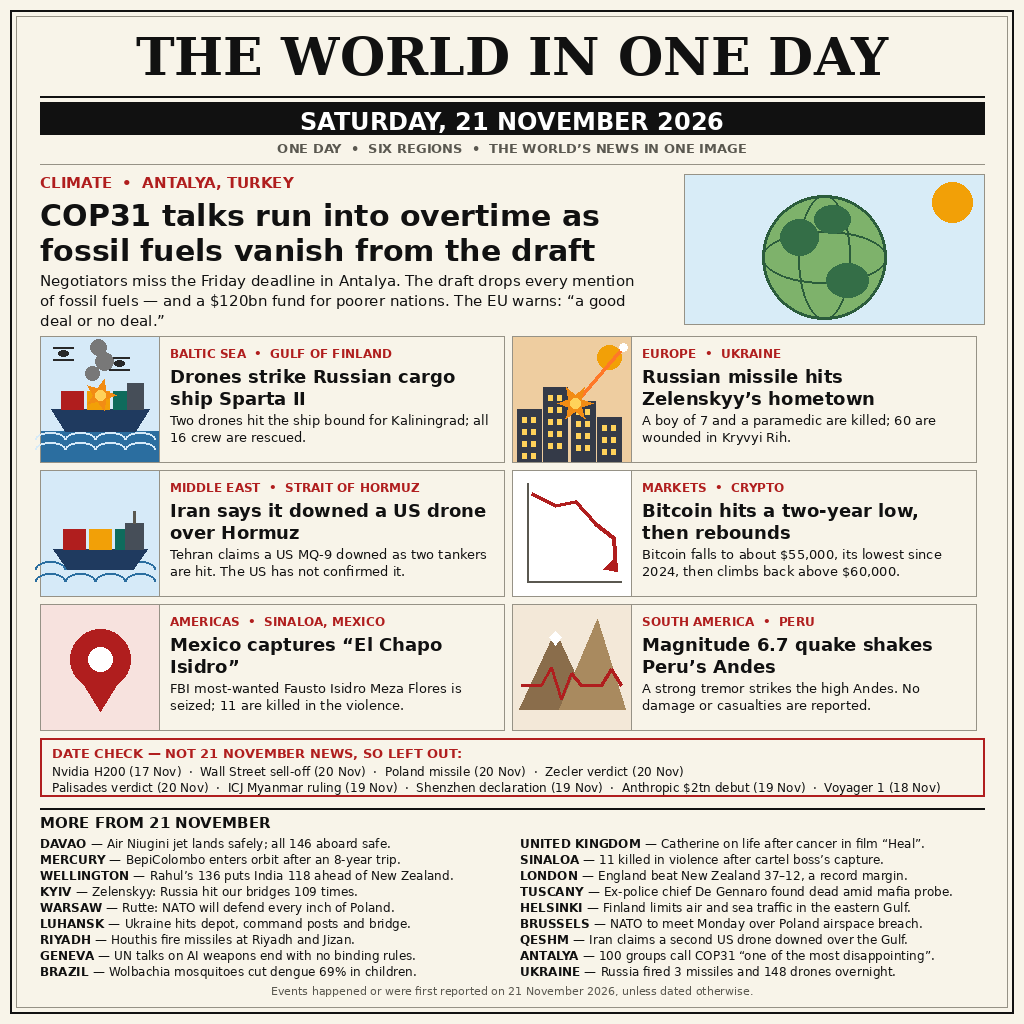 THE WORLD IN ONE DAY
SATURDAY, 21 NOVEMBER 2026
ONE DAY • SIX REGIONS • THE WORLD’S NEWS IN ONE IMAGE
CLIMATE • ANTALYA, TURKEY
COP31 talks run into overtime as
fossil fuels vanish from the draft
Negotiators miss the Friday deadline in Antalya. The draft drops every mention
of fossil fuels — and a $120bn fund for poorer nations. The EU warns: “a good
deal or no deal.”
BALTIC SEA • GULF OF FINLAND
Drones strike Russian cargo
ship Sparta II
Two drones hit the ship bound for Kaliningrad; all
16 crew are rescued.
EUROPE • UKRAINE
Russian missile hits
Zelenskyy’s hometown
A boy of 7 and a paramedic are killed; 60 are
wounded in Kryvyi Rih.
MIDDLE EAST • STRAIT OF HORMUZ
Iran says it downed a US drone
over Hormuz
Tehran claims a US MQ-9 downed as two tankers
are hit. The US has not confirmed it.
MARKETS • CRYPTO
Bitcoin hits a two-year low,
then rebounds
Bitcoin falls to about $55,000, its lowest since
2024, then climbs back above $60,000.
AMERICAS • SINALOA, MEXICO
Mexico captures “El Chapo
Isidro”
FBI most-wanted Fausto Isidro Meza Flores is
seized; 11 are killed in the violence.
SOUTH AMERICA • PERU
Magnitude 6.7 quake shakes
Peru’s Andes
A strong tremor strikes the high Andes. No
damage or casualties are reported.
DATE CHECK — NOT 21 NOVEMBER NEWS, SO LEFT OUT:
Nvidia H200 (17 Nov) · Wall Street sell-off (20 Nov) · Poland missile (20 Nov) · Zecler verdict (20 Nov)
Palisades verdict (20 Nov) · ICJ Myanmar ruling (19 Nov) · Shenzhen declaration (19 Nov) · Anthropic $2tn debut (19 Nov) · Voyager 1 (18 Nov)
MORE FROM 21 NOVEMBER
DAVAO — Air Niugini jet lands safely; all 146 aboard safe.
MERCURY — BepiColombo enters orbit after an 8-year trip.
WELLINGTON — Rahul’s 136 puts India 118 ahead of New Zealand.
KYIV — Zelenskyy: Russia hit our bridges 109 times.
WARSAW — Rutte: NATO will defend every inch of Poland.
LUHANSK — Ukraine hits depot, command posts and bridge.
RIYADH — Houthis fire missiles at Riyadh and Jizan.
GENEVA — UN talks on AI weapons end with no binding rules.
BRAZIL — Wolbachia mosquitoes cut dengue 69% in children.
UNITED KINGDOM — Catherine on life after cancer in film “Heal”.
SINALOA — 11 killed in violence after cartel boss’s capture.
LONDON — England beat New Zealand 37–12, a record margin.
TUSCANY — Ex-police chief De Gennaro found dead amid mafia probe.
HELSINKI — Finland limits air and sea traffic in the eastern Gulf.
BRUSSELS — NATO to meet Monday over Poland airspace breach.
QESHM — Iran claims a second US drone downed over the Gulf.
ANTALYA — 100 groups call COP31 “one of the most disappointing”.
UKRAINE — Russia fired 3 missiles and 148 drones overnight.
Events happened or were first reported on 21 November 2026, unless dated otherwise.